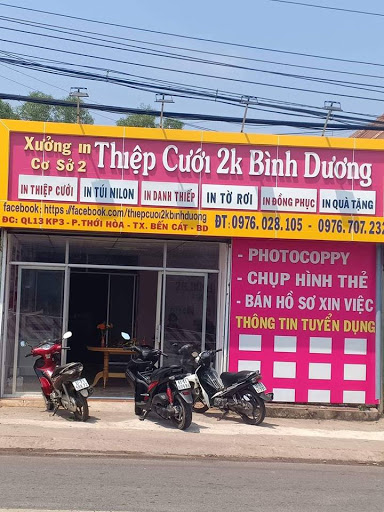 Xưởng in
Cơ Sở 2
Thiệp Cưới 2k Bình Dương
IN THIỆP CƯỚI
IN TÚI NILON
IN DANH THIẾP
IN TỜ RƠI
IN ĐỒNG PHỤC
IN QUÀ TẶNG
facebook: https://facebook.com/thiepcuoi2kbinhduong
ĐC: QL13 KP3 - P.THỚI HÒA - TX. BẾN CÁT - BD
ĐT: 0976.028.105 - 0976.707.232
- PHOTOCOPPY
- CHỤP HÌNH THẺ
- BÁN HỒ SƠ XIN VIỆC
THÔNG TIN TUYỂN DỤNG